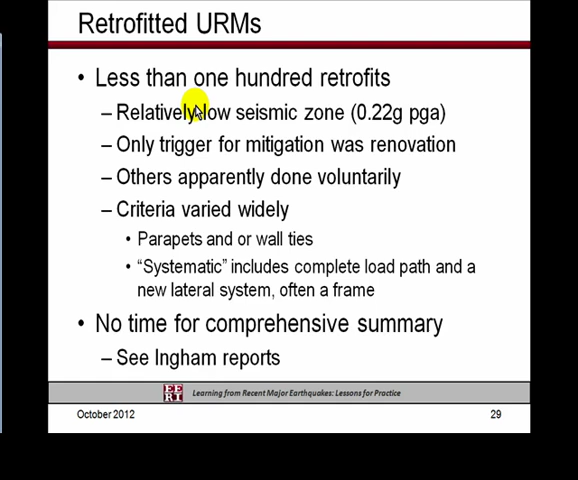 Retrofitted URMs
• Less than one hundred retrofits
– Relatively low seismic zone (0.22g pga)
– Only trigger for mitigation was renovation
– Others apparently done voluntarily
– Criteria varied widely
• Parapets and or wall ties
• “Systematic” includes complete load path and a
new lateral system, often a frame
• No time for comprehensive summary
– See Ingham reports
EERI Learning from Recent Major Earthquakes: Lessons for Practice
October 2012 29